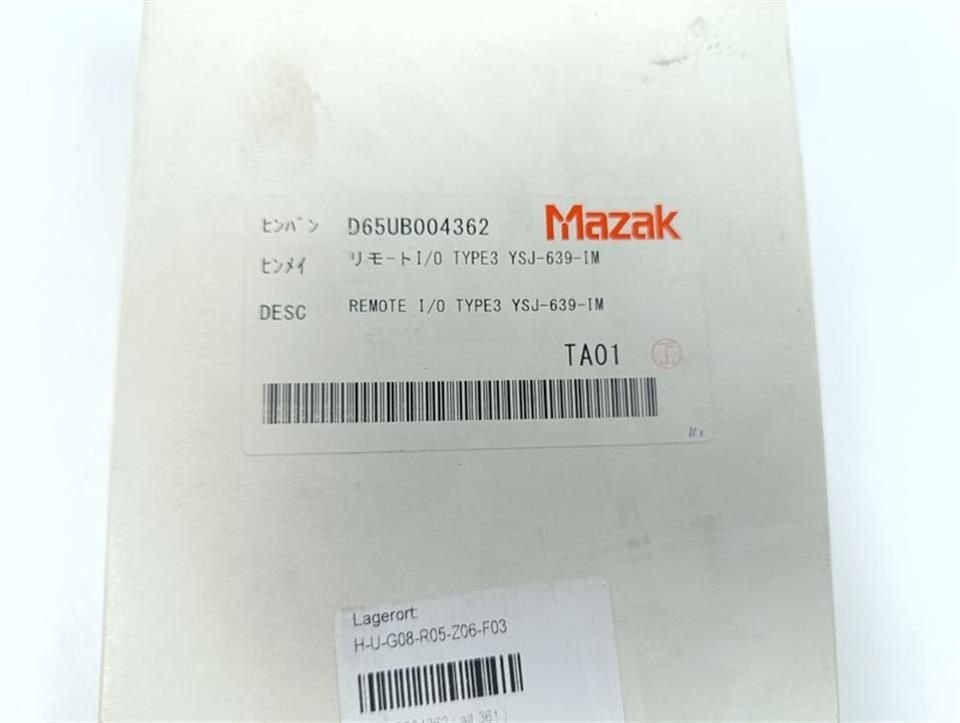 ﾋﾝﾊﾞﾝ D65UB004362 Mazak
ﾋﾝﾒｲ リモートI/O TYPE3 YSJ-639-IM
DESC REMOTE I/O TYPE3 YSJ-639-IM
TA01
Lagerort:
H-U-G08-R05-Z06-F03